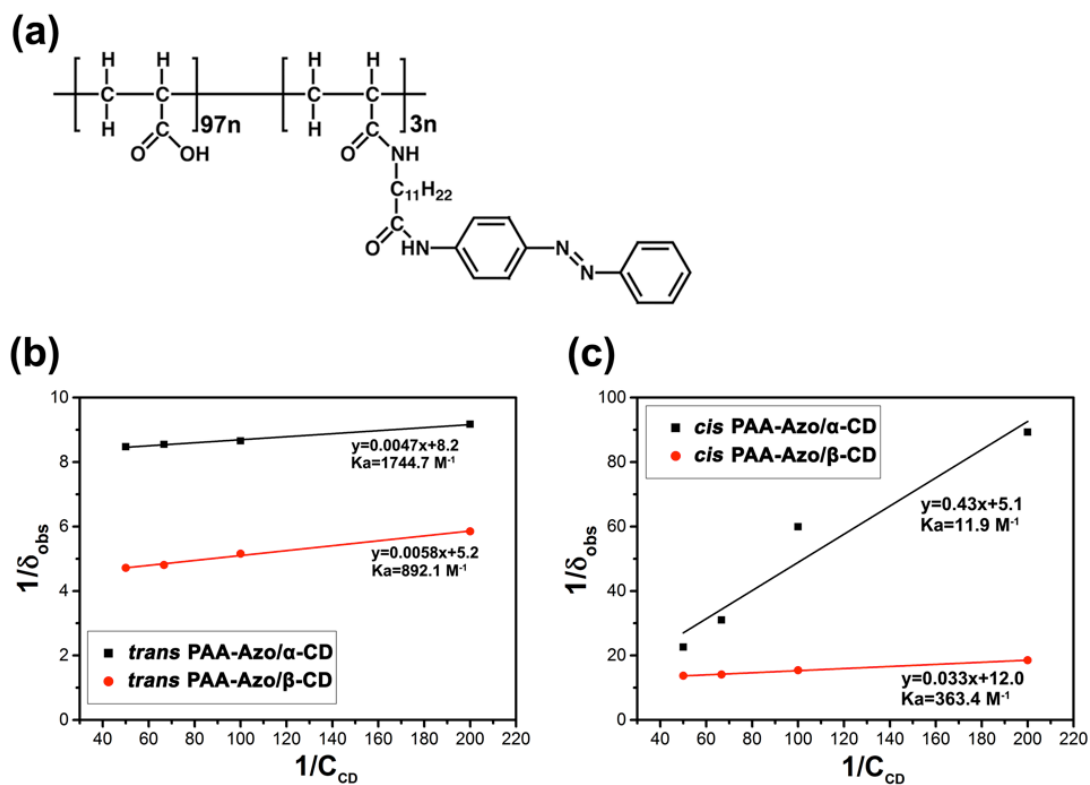 (a)
H H H H
C C C C
H 97n H 3n
C C
O OH O NH
C11H22
C
O HN N
N
(b)
10
8
6
4
2
0
1/δobs
y=0.0047x+8.2
Ka=1744.7 M-1
y=0.0058x+5.2
Ka=892.1 M-1
trans PAA-Azo/α-CD
trans PAA-Azo/β-CD
40 60 80 100 120 140 160 180 200 220
1/CCD
(c)
100
80
60
40
20
0
1/δobs
cis PAA-Azo/α-CD
cis PAA-Azo/β-CD
y=0.43x+5.1
Ka=11.9 M-1
y=0.033x+12.0
Ka=363.4 M-1
40 60 80 100 120 140 160 180 200 220
1/CCD